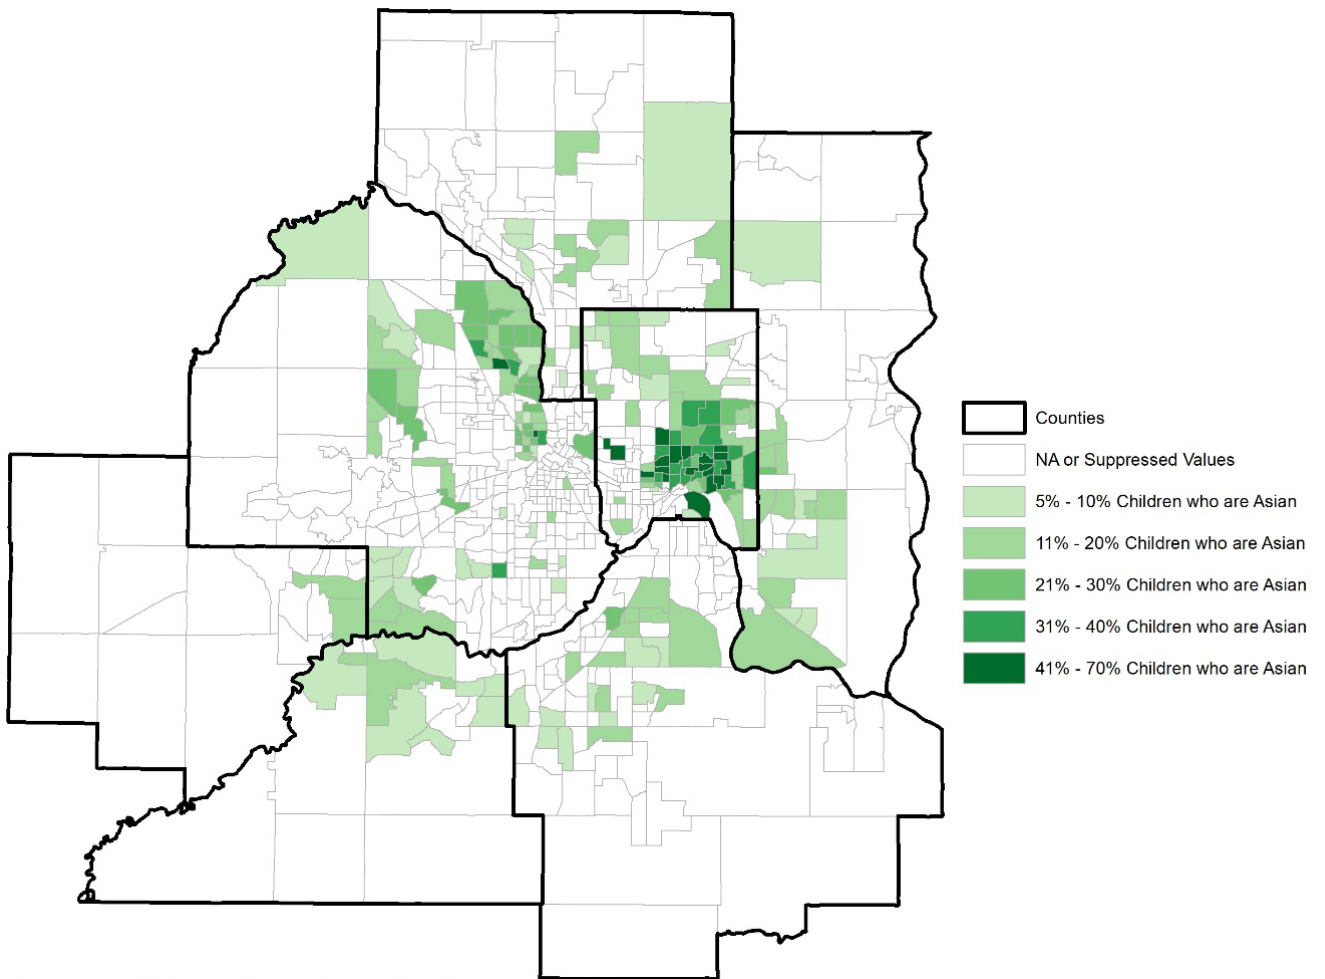 Counties
NA or Suppressed Values
5% - 10% Children who are Asian
11% - 20% Children who are Asian
21% - 30% Children who are Asian
31% - 40% Children who are Asian
41% - 70% Children who are Asian